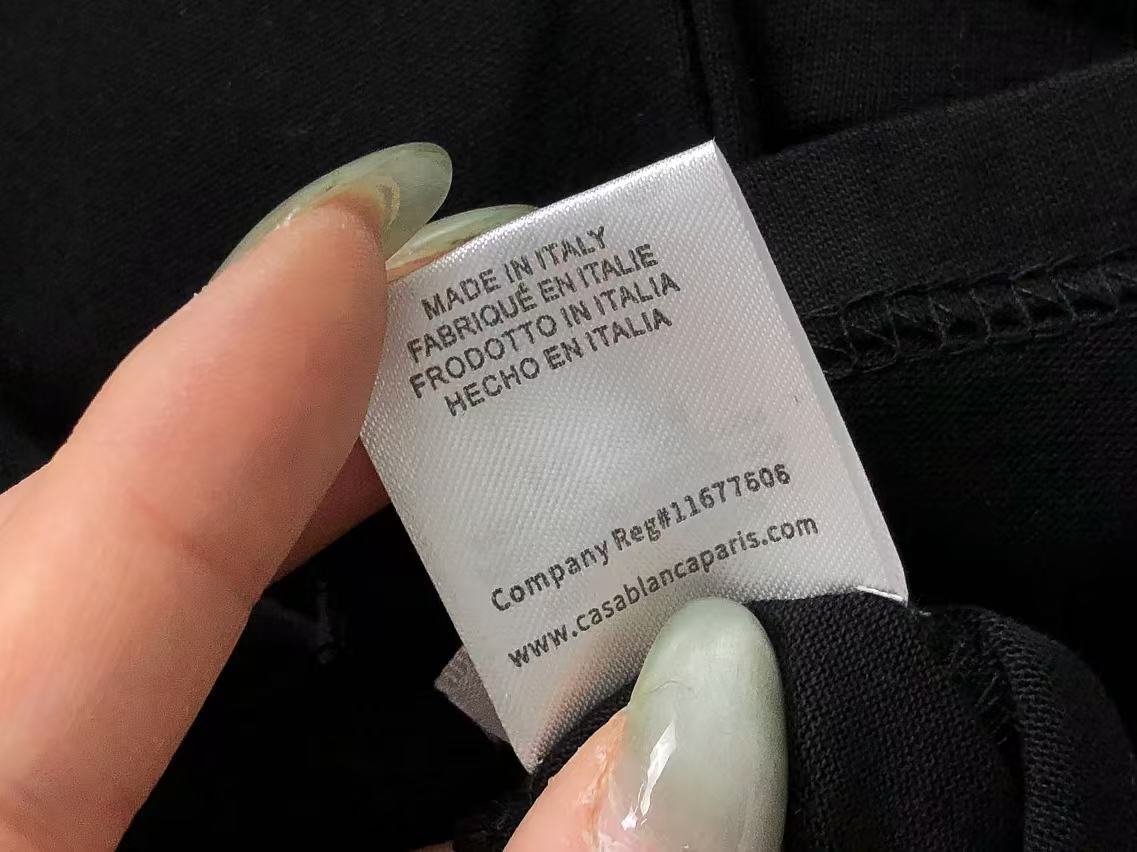 MADE IN ITALY
FABRIQUÉ EN ITALIE
FRODOTTO IN ITALIA
HECHO EN ITALIA
Company Reg#11677606
www.casablancaparis.com